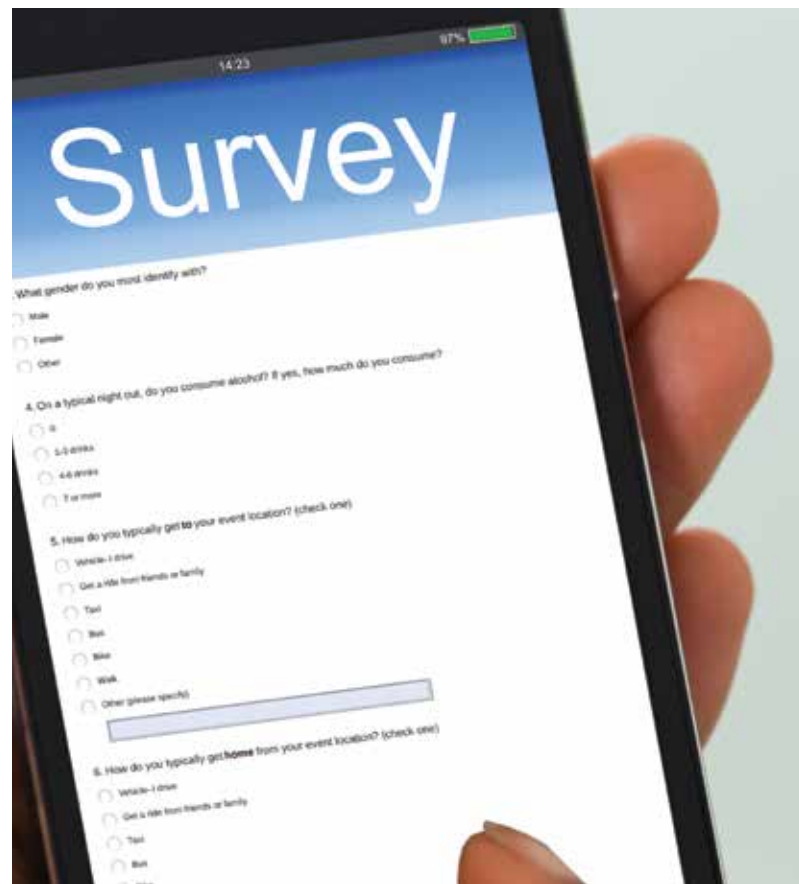 14:23
97%
Survey
. What gender do you most identify with?
Male
Female
Other
4. On a typical night out, do you consume alcohol? If yes, how much do you consume?
0
1-3 drinks
4-6 drinks
7 or more
5. How do you typically get to your event location? (check one)
Vehicle- I drive
Get a ride from friends or family
Taxi
Bus
Bike
Walk
Other (please specify)
6. How do you typically get home from your event location? (check one)
Vehicle- I drive
Get a ride from friends or family
Taxi
Bus